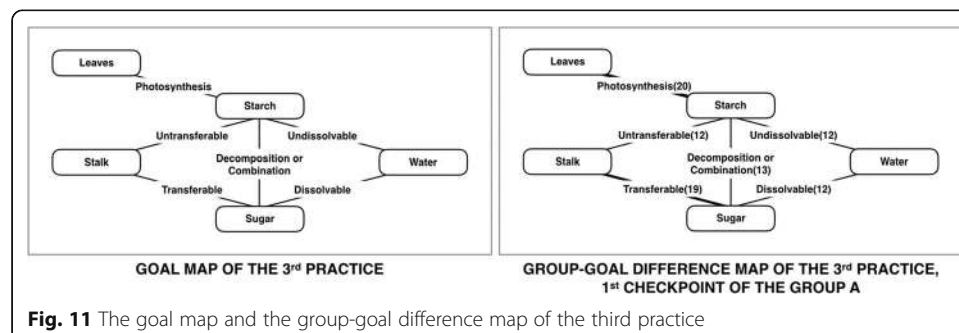 Leaves
Photosynthesis
Starch
Untransferable
Undissolvable
Stalk
Decomposition or
Combination
Water
Transferable
Dissolvable
Sugar
GOAL MAP OF THE 3rd PRACTICE
Leaves
Photosynthesis(20)
Starch
Untransferable(12)
Undissolvable(12)
Stalk
Decomposition or
Combination(13)
Water
Transferable(19)
Dissolvable(12)
Sugar
GROUP-GOAL DIFFERENCE MAP OF THE 3rd PRACTICE,
1st CHECKPOINT OF THE GROUP A
Fig. 11 The goal map and the group-goal difference map of the third practice